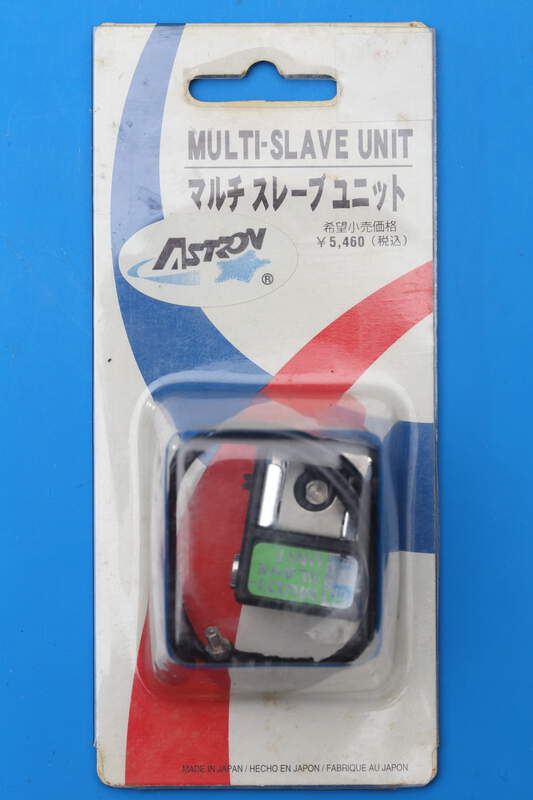 MULTI-SLAVE UNIT
マルチ スレーブ ユニット
希望小売価格
￥5,460（税込）
ASTRON
®
MADE IN JAPAN / HECHO EN JAPON / FABRIQUE AU JAPON